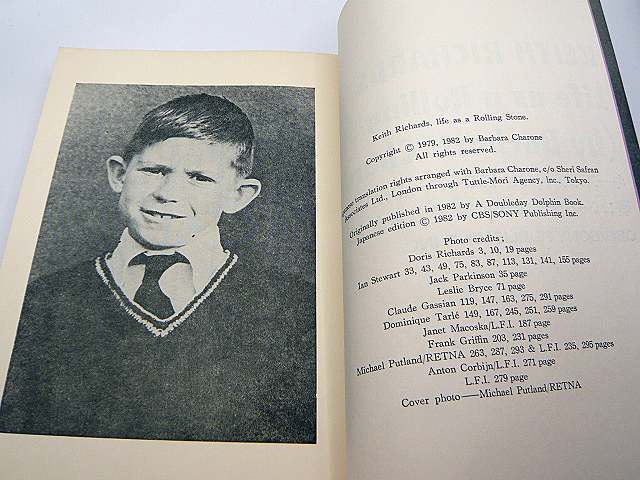 Keith Richards, life as a Rolling Stone.
Copyright © 1979, 1982 by Barbara Charone
All rights reserved.
translation rights arranged with Barbara Charone, c/o Sheri Safran
Associates Ltd., London through Tuttle-Mori Agency, Inc., Tokyo.
Originally published in 1982 by A Doubleday Dolphin Book.
Japanese edition © 1982 by CBS/SONY Publishing Inc.
Photo credits;
Doris Richards 3, 10, 19 pages
Ian Stewart 33, 43, 49, 75, 83, 87, 113, 131, 141, 155 pages
Jack Parkinson 35 page
Leslie Bryce 71 page
Claude Gassian 119, 147, 163, 275, 291 pages
Dominique Tarlé 149, 167, 245, 251, 259 pages
Janet Macoska/L.F.I. 187 page
Frank Griffin 203, 231 pages
Michael Putland/RETNA 263, 287, 293 & L.F.I. 235, 295 pages
Anton Corbijn/L.F.I. 271 page
L.F.I. 279 page
Cover photo—Michael Putland/RETNA